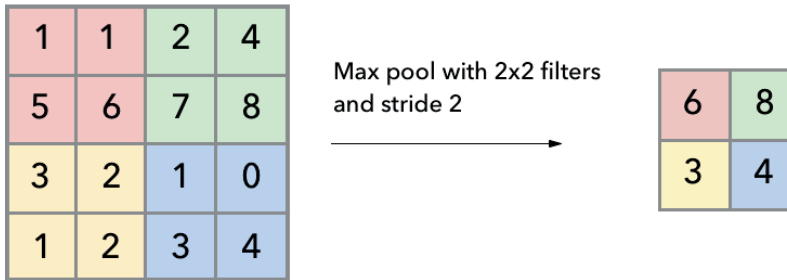 1 1 2 4
Max pool with 2x2 filters
and stride 2
5 6 7 8
6 8
3 2 1 0
3 4
1 2 3 4